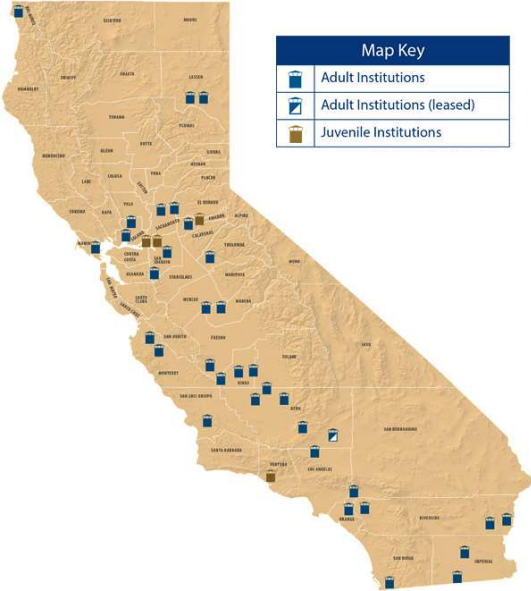 Map Key
Adult Institutions
Adult Institutions (leased)
Juvenile Institutions
DEL NORTE
SISKIYOU
MODOC
HUMBOLDT
TRINITY
SHASTA
LASSEN
TEHAMA
PLUMAS
MENDOCINO
GLENN
BUTTE
SIERRA
NEVADA
LAKE
COLUSA
SUTTER
YUBA
PLACER
EL DORADO
SONOMA
NAPA
YOLO
SACRAMENTO
AMADOR
ALPINE
SOLANO
CALAVERAS
MARIN
CONTRA
COSTA
SAN
JOAQUIN
TUOLUMNE
MONO
ALAMEDA
STANISLAUS
MARIPOSA
SAN MATEO
SANTA
CLARA
SANTA CRUZ
MERCED
MADERA
SAN BENITO
FRESNO
INYO
MONTEREY
KINGS
TULARE
SAN LUIS OBISPO
KERN
SAN BERNARDINO
SANTA BARBARA
VENTURA
LOS ANGELES
ORANGE
RIVERSIDE
SAN DIEGO
IMPERIAL